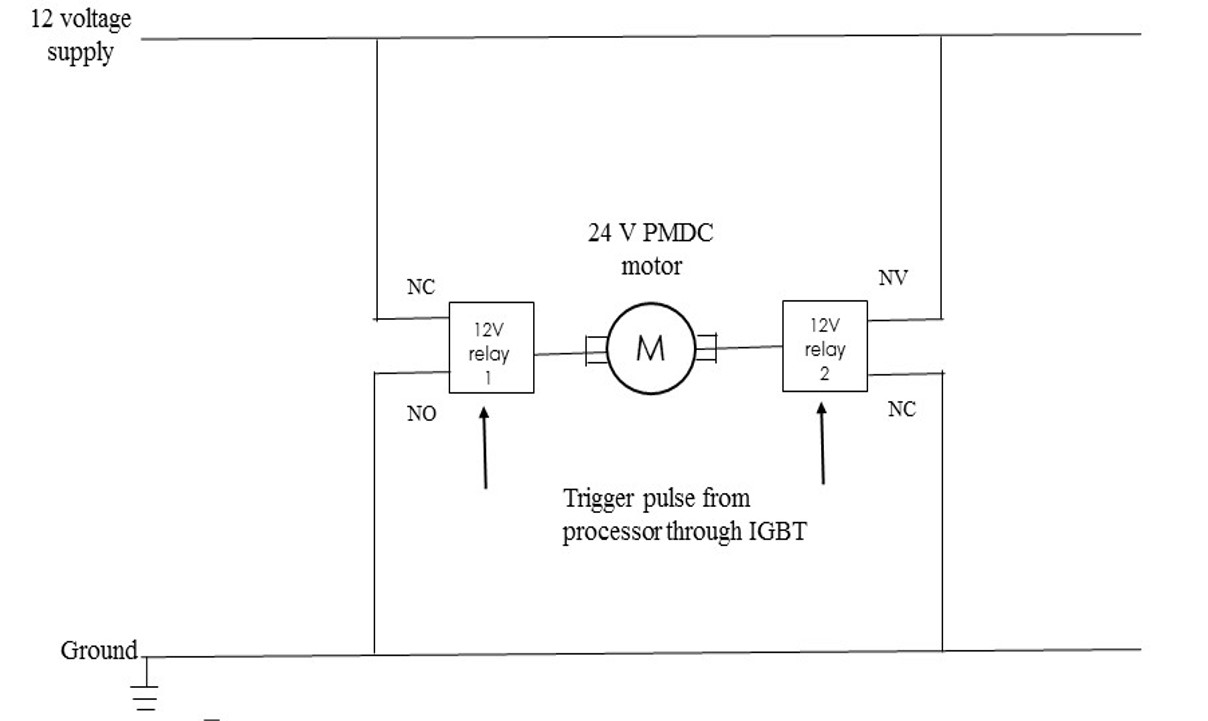 12 voltage
supply
24 V PMDC
motor
NC
NV
12V
relay
1
M
12V
relay
2
NO
NC
Trigger pulse from
processor through IGBT
Ground